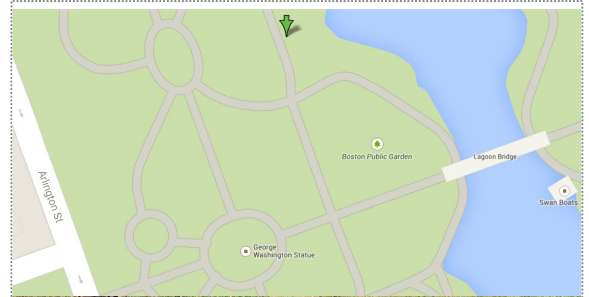 Boston Public Garden
Lagoon Bridge
Arlington St
Swan Boats
George
Washington Statue